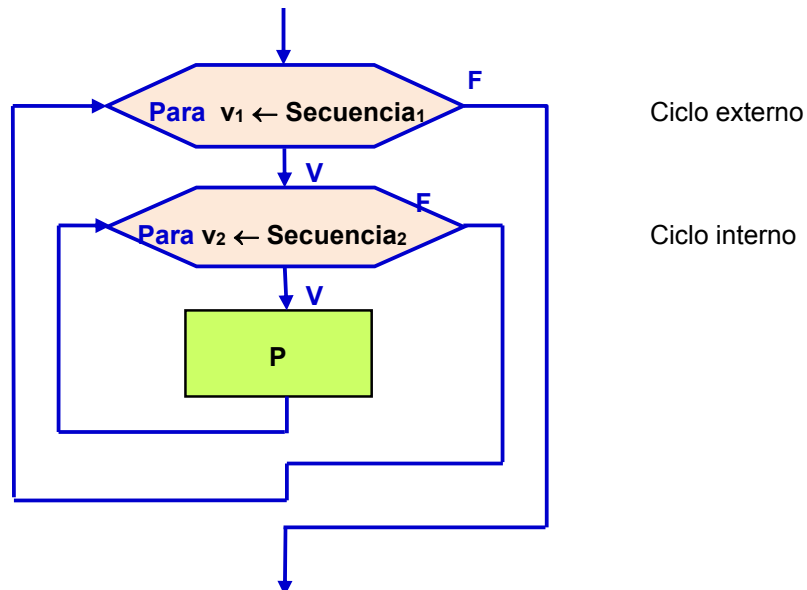 F
Para v₁ ← Secuencia₁ Ciclo externo
V
F
Para v₂ ← Secuencia₂ Ciclo interno
V
P